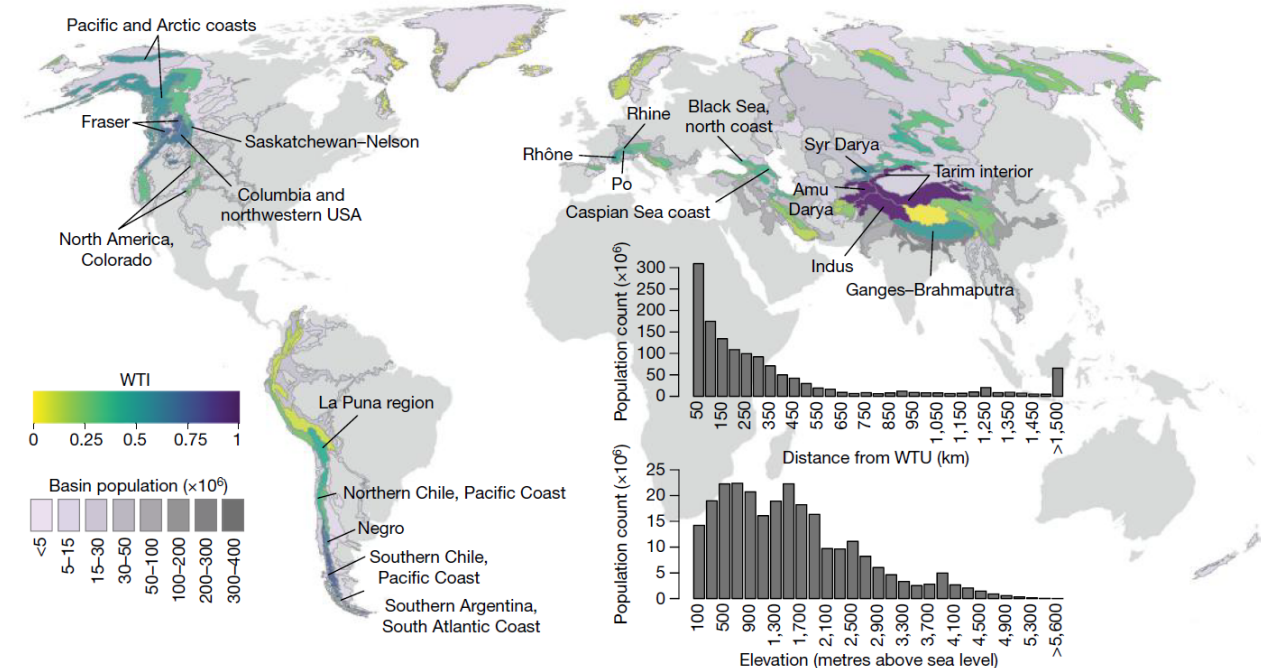 Pacific and Arctic coasts
Fraser
Saskatchewan–Nelson
Columbia and
northwestern USA
North America,
Colorado
Rhine
Black Sea,
north coast
Rhône
Po
Caspian Sea coast
Syr Darya
Tarim interior
Amu
Darya
Indus
Ganges–Brahmaputra
La Puna region
Northern Chile, Pacific Coast
Negro
Southern Chile,
Pacific Coast
Southern Argentina,
South Atlantic Coast
WTI
0 0.25 0.5 0.75 1
Basin population (×10⁶)
<5 5–15 15–30 30–50 50–100 100–200 200–300 300–400
Population count (×10⁶)
300
250
200
150
100
50
0
50 150 250 350 450 550 650 750 850 950 1,050 1,150 1,250 1,350 1,450 >1,500
Distance from WTU (km)
Population count (×10⁶)
25
20
15
10
5
0
100 500 900 1,300 1,700 2,100 2,500 2,900 3,300 3,700 4,100 4,500 4,900 5,300 >5,600
Elevation (metres above sea level)